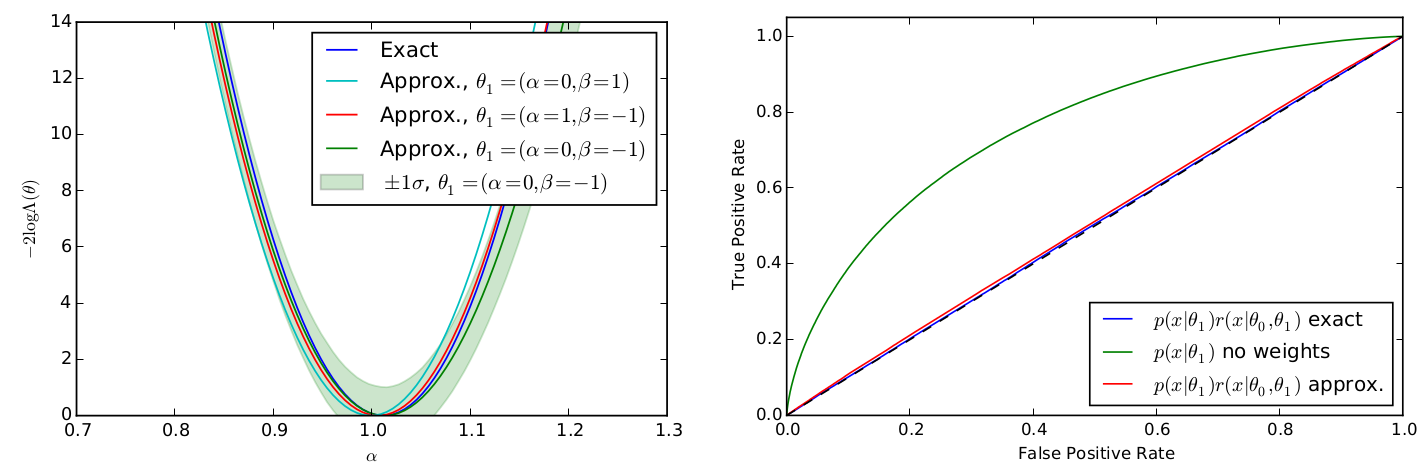 14
12
10
8
6
4
2
0
0.7 0.8 0.9 1.0 1.1 1.2 1.3
−2logΛ(θ)
α
Exact
Approx., θ₁ =(α=0,β=1)
Approx., θ₁ =(α=1,β=−1)
Approx., θ₁ =(α=0,β=−1)
±1σ, θ₁ =(α=0,β=−1)
1.0
0.8
0.6
0.4
0.2
0.0
0.0 0.2 0.4 0.6 0.8 1.0
True Positive Rate
False Positive Rate
p(x|θ₁)r(x|θ₀,θ₁) exact
p(x|θ₁) no weights
p(x|θ₁)r(x|θ₀,θ₁) approx.